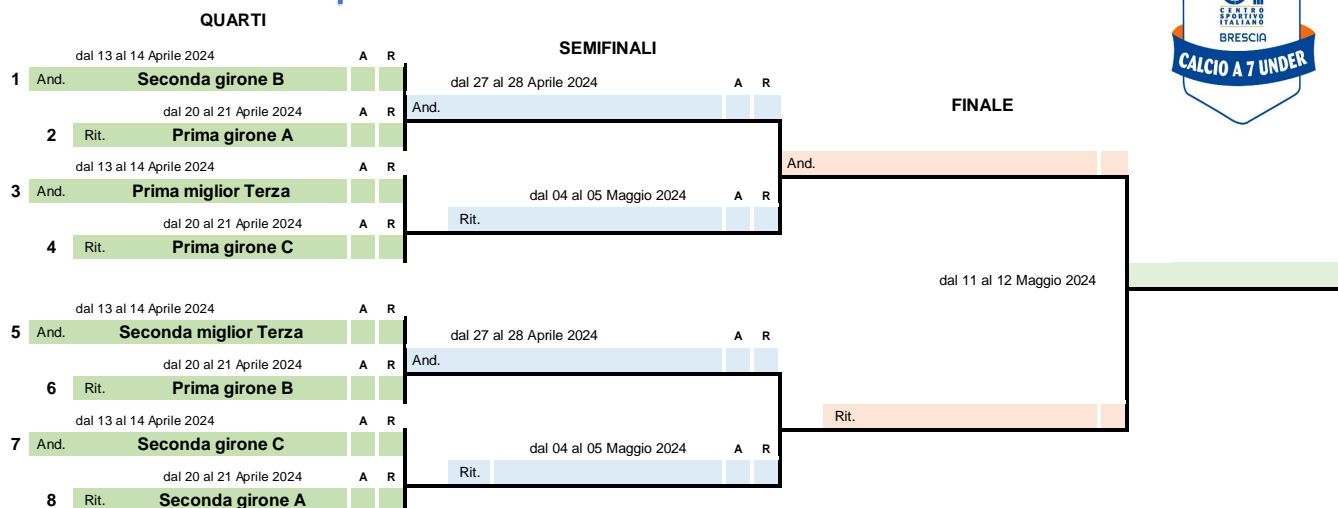 QUARTI
CENTRO
SPORTIVO
ITALIANO
BRESCIA
CALCIO A 7 UNDER
SEMIFINALI
FINALE
dal 13 al 14 Aprile 2024 A R
1 And. Seconda girone B
dal 27 al 28 Aprile 2024 A R
And.
dal 20 al 21 Aprile 2024 A R
2 Rit. Prima girone A
And.
dal 13 al 14 Aprile 2024 A R
3 And. Prima miglior Terza
dal 04 al 05 Maggio 2024 A R
Rit.
dal 20 al 21 Aprile 2024 A R
4 Rit. Prima girone C
dal 11 al 12 Maggio 2024
dal 13 al 14 Aprile 2024 A R
5 And. Seconda miglior Terza
dal 27 al 28 Aprile 2024 A R
And.
dal 20 al 21 Aprile 2024 A R
6 Rit. Prima girone B
Rit.
dal 13 al 14 Aprile 2024 A R
7 And. Seconda girone C
dal 04 al 05 Maggio 2024 A R
Rit.
dal 20 al 21 Aprile 2024 A R
8 Rit. Seconda girone A